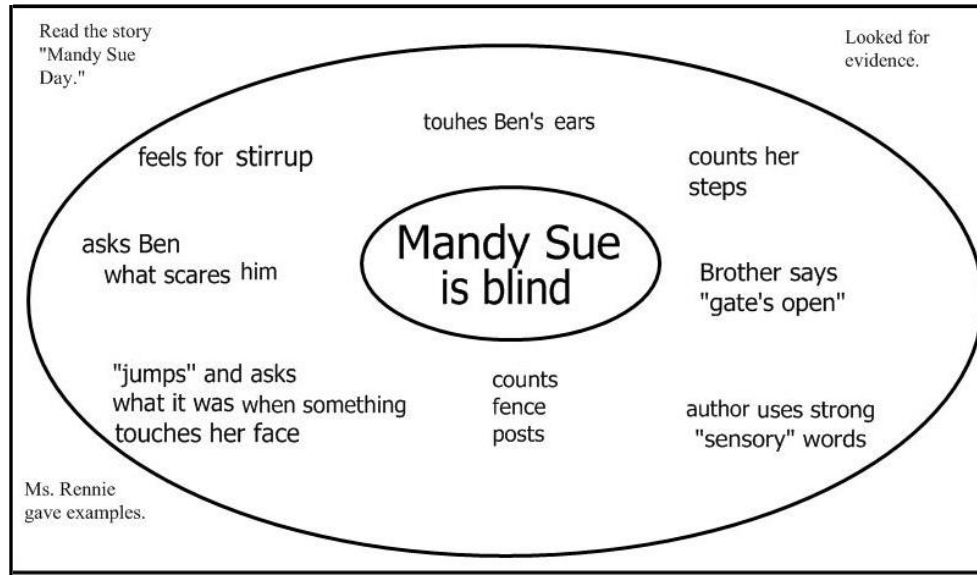 Read the story
"Mandy Sue
Day."
Looked for
evidence.
touhes Ben's ears
feels for stirrup
counts her
steps
asks Ben
what scares him
Mandy Sue
is blind
Brother says
"gate's open"
"jumps" and asks
what it was when something
touches her face
counts
fence
posts
author uses strong
"sensory" words
Ms. Rennie
gave examples.